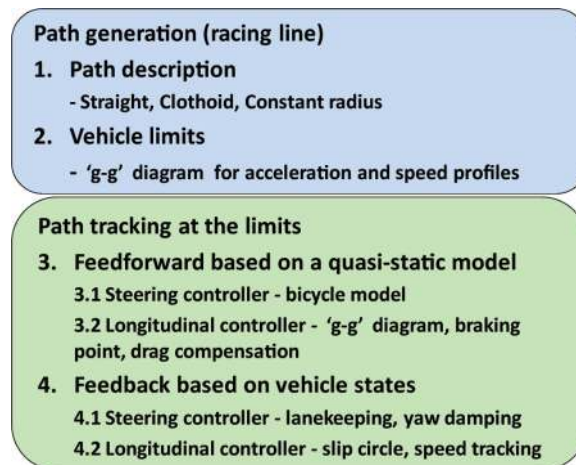 Path generation (racing line)
1. Path description
- Straight, Clothoid, Constant radius
2. Vehicle limits
- ‘g-g’ diagram for acceleration and speed profiles
Path tracking at the limits
3. Feedforward based on a quasi-static model
3.1 Steering controller - bicycle model
3.2 Longitudinal controller - ‘g-g’ diagram, braking
point, drag compensation
4. Feedback based on vehicle states
4.1 Steering controller - lanekeeping, yaw damping
4.2 Longitudinal controller - slip circle, speed tracking